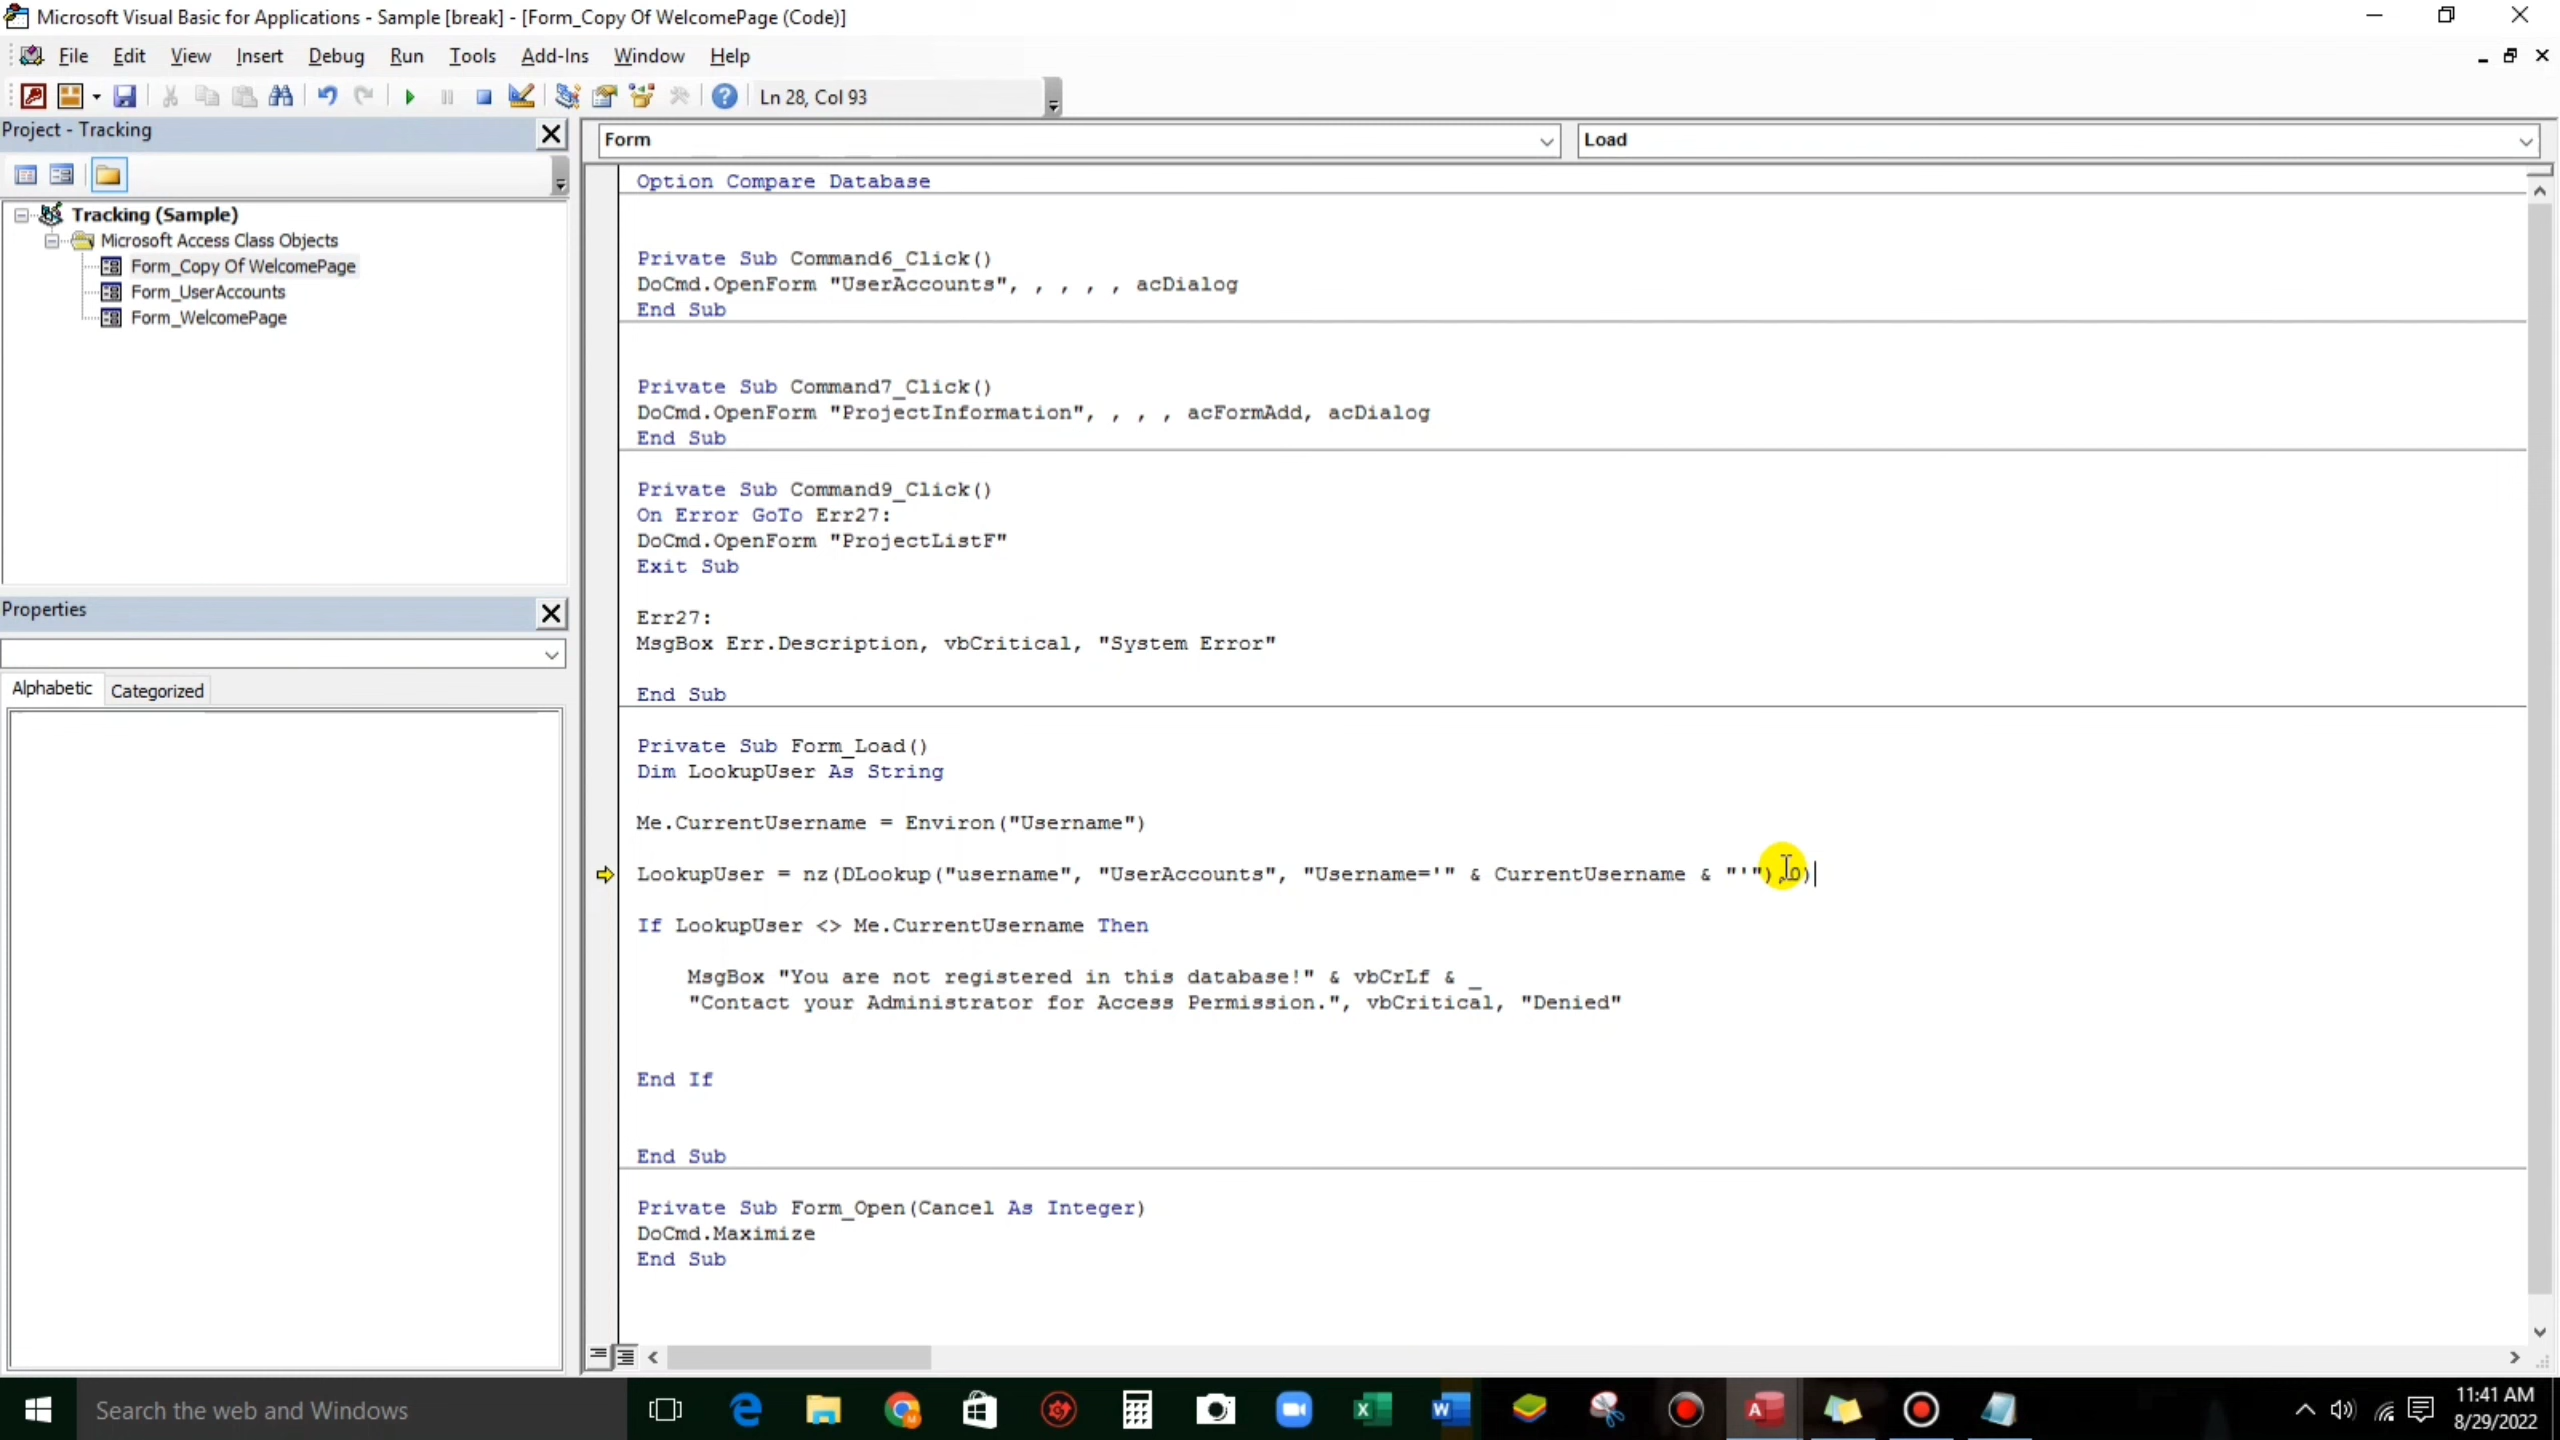 Microsoft Visual Basic for Applications - Sample [break] - [Form_Copy Of WelcomePage (Code)]
File Edit View Insert Debug Run Tools Add-Ins Window Help
Ln 28, Col 93
Project - Tracking
Tracking (Sample)
Microsoft Access Class Objects
Form_Copy Of WelcomePage
Form_UserAccounts
Form_WelcomePage
Properties
Alphabetic Categorized
Form Load
Option Compare Database
Private Sub Command6_Click()
DoCmd.OpenForm "UserAccounts", , , , , acDialog
End Sub
Private Sub Command7_Click()
DoCmd.OpenForm "ProjectInformation", , , , acFormAdd, acDialog
End Sub
Private Sub Command9_Click()
On Error GoTo Err27:
DoCmd.OpenForm "ProjectListF"
Exit Sub
Err27:
MsgBox Err.Description, vbCritical, "System Error"
End Sub
Private Sub Form_Load()
Dim LookupUser As String
Me.CurrentUsername = Environ("Username")
LookupUser = nz(DLookup("username", "UserAccounts", "Username='" & CurrentUsername & "'"),0)
If LookupUser <> Me.CurrentUsername Then
MsgBox "You are not registered in this database!" & vbCrLf & _
"Contact your Administrator for Access Permission.", vbCritical, "Denied"
End If
End Sub
Private Sub Form_Open(Cancel As Integer)
DoCmd.Maximize
End Sub
Search the web and Windows
11:41 AM
8/29/2022